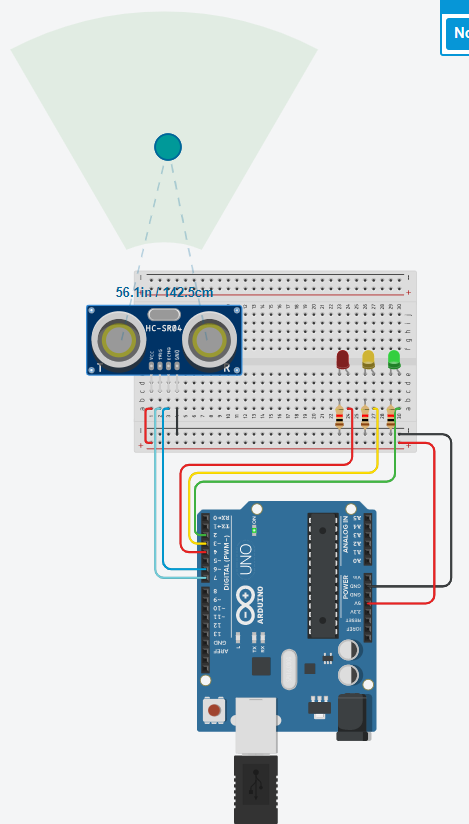 No
56.1in / 142.5cm
HC-SR04
VCC
TRIG
ECHO
GND
T
R
ON
UNO
ARDUINO
DIGITAL (PWM~)
ANALOG IN
POWER
RX←0
TX→1
2
~3
4
~5
~6
7
8
~9
~10
~11
12
13
GND
AREF
A5
A4
A3
A2
A1
A0
Vin
GND
GND
5V
3.3V
RESET
IOREF
L
TX
RX